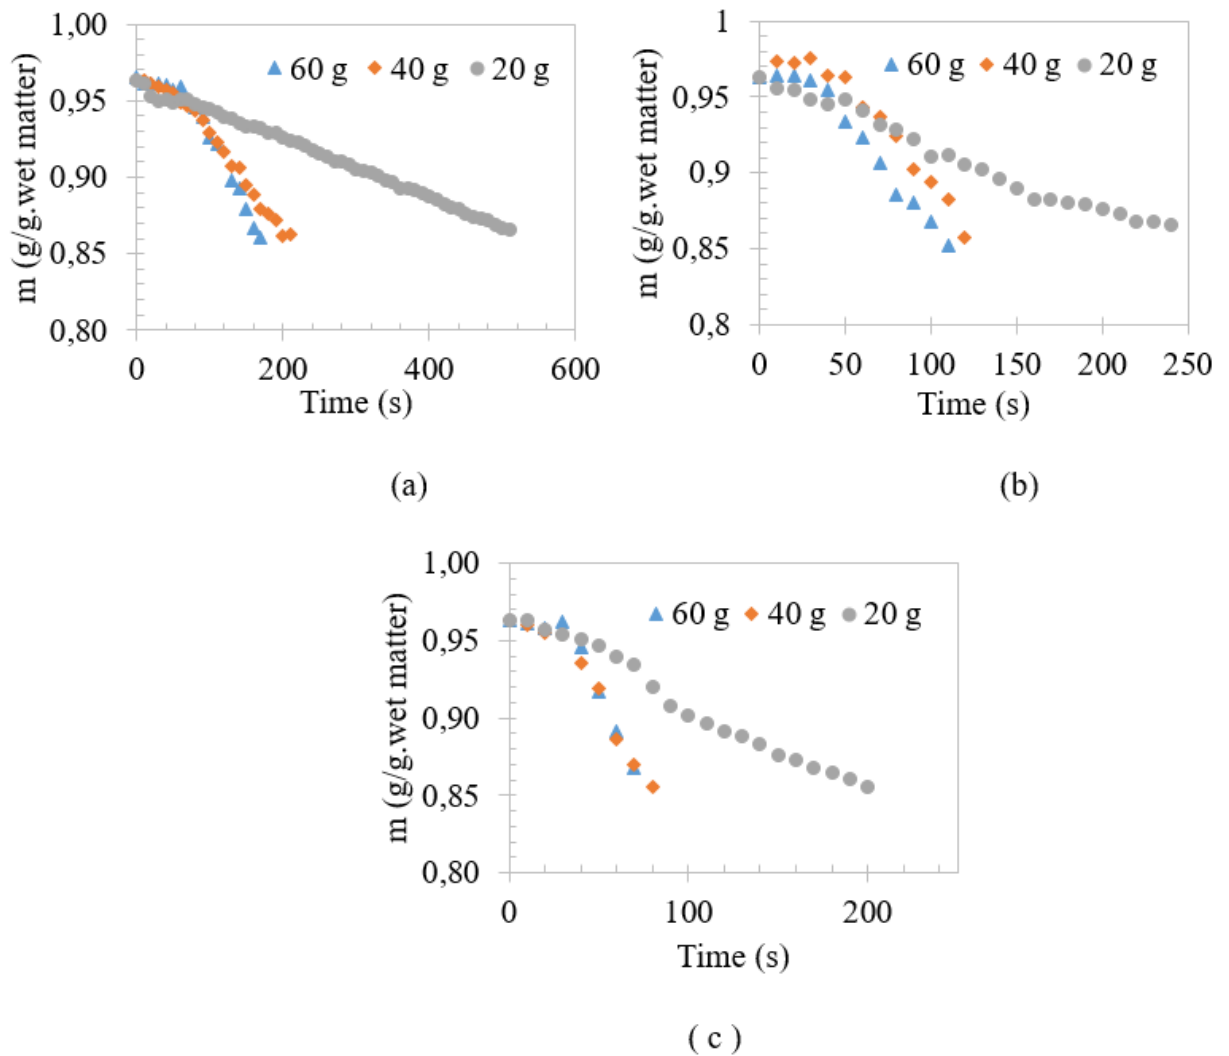 m (g/g.wet matter)
1,00
0,95
0,90
0,85
0,80
60 g 40 g 20 g
0 200 400 600
Time (s)
(a)
m (g/g.wet matter)
1
0,95
0,9
0,85
0,8
60 g 40 g 20 g
0 50 100 150 200 250
Time (s)
(b)
m (g/g.wet matter)
1,00
0,95
0,90
0,85
0,80
60 g 40 g 20 g
0 100 200
Time (s)
( c )